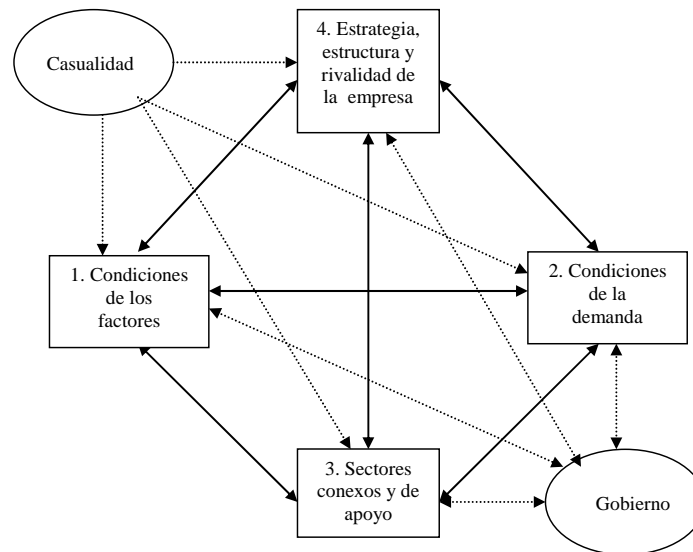 Casualidad
4. Estrategia,
estructura y
rivalidad de
la empresa
1. Condiciones
de los
factores
2. Condiciones
de la
demanda
3. Sectores
conexos y de
apoyo
Gobierno